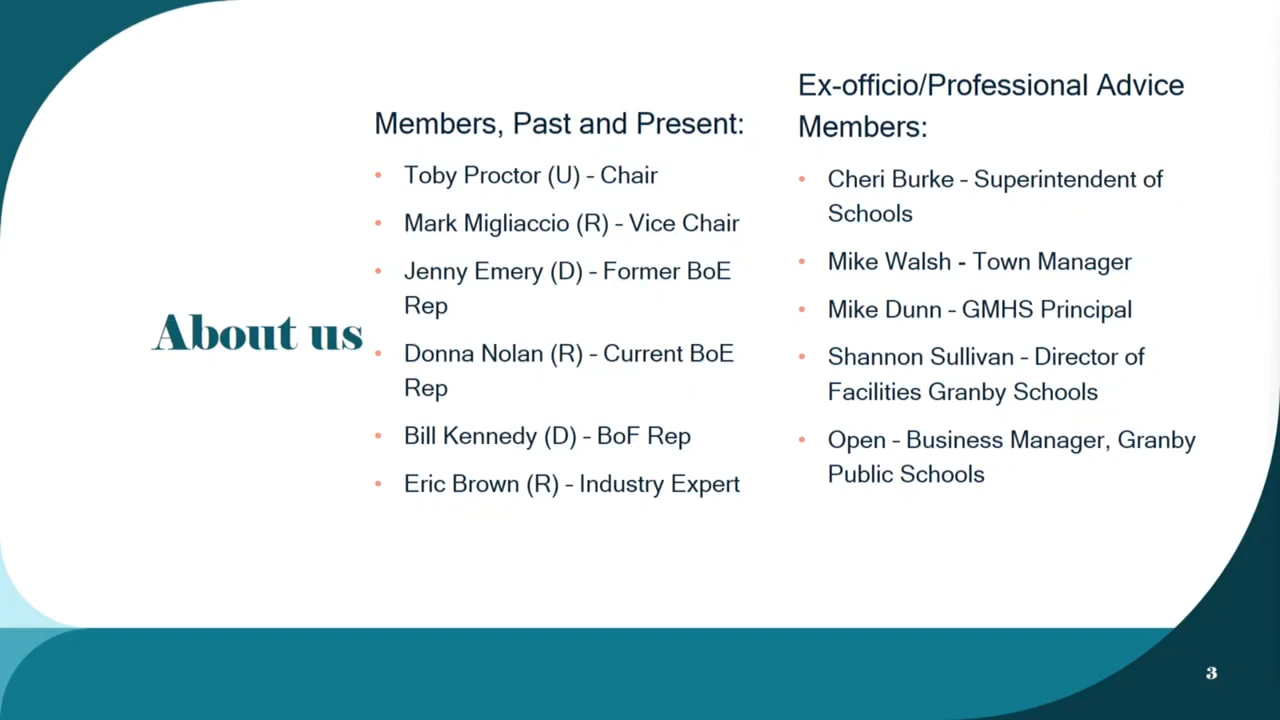 About us
Members, Past and Present:
• Toby Proctor (U) – Chair
• Mark Migliaccio (R) – Vice Chair
• Jenny Emery (D) – Former BoE
Rep
• Donna Nolan (R) – Current BoE
Rep
• Bill Kennedy (D) – BoF Rep
• Eric Brown (R) – Industry Expert
Ex-officio/Professional Advice
Members:
• Cheri Burke – Superintendent of
Schools
• Mike Walsh - Town Manager
• Mike Dunn – GMHS Principal
• Shannon Sullivan – Director of
Facilities Granby Schools
• Open – Business Manager, Granby
Public Schools
3